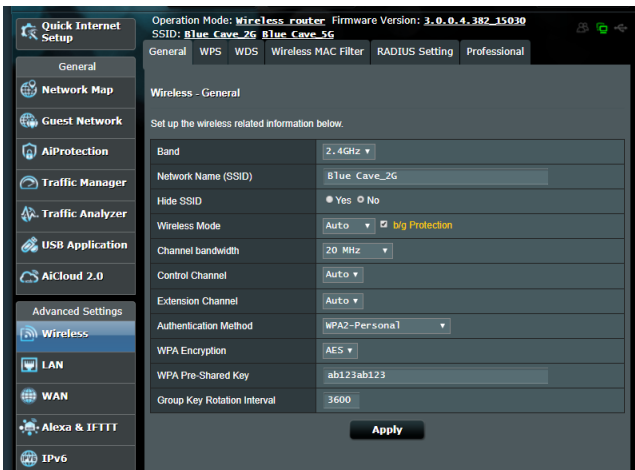 Quick Internet
Setup
General
Network Map
Guest Network
AiProtection
Traffic Manager
Traffic Analyzer
USB Application
AiCloud 2.0
Advanced Settings
Wireless
LAN
WAN
Alexa & IFTTT
IPv6
Operation Mode: Wireless router Firmware Version: 3.0.0.4.382_15030
SSID: Blue Cave_2G Blue Cave_5G
General WPS WDS Wireless MAC Filter RADIUS Setting Professional
Wireless - General
Set up the wireless related information below.
Band 2.4GHz
Network Name (SSID) Blue Cave_2G
Hide SSID Yes No
Wireless Mode Auto b/g Protection
Channel bandwidth 20 MHz
Control Channel Auto
Extension Channel Auto
Authentication Method WPA2-Personal
WPA Encryption AES
WPA Pre-Shared Key ab123ab123
Group Key Rotation Interval 3600
Apply